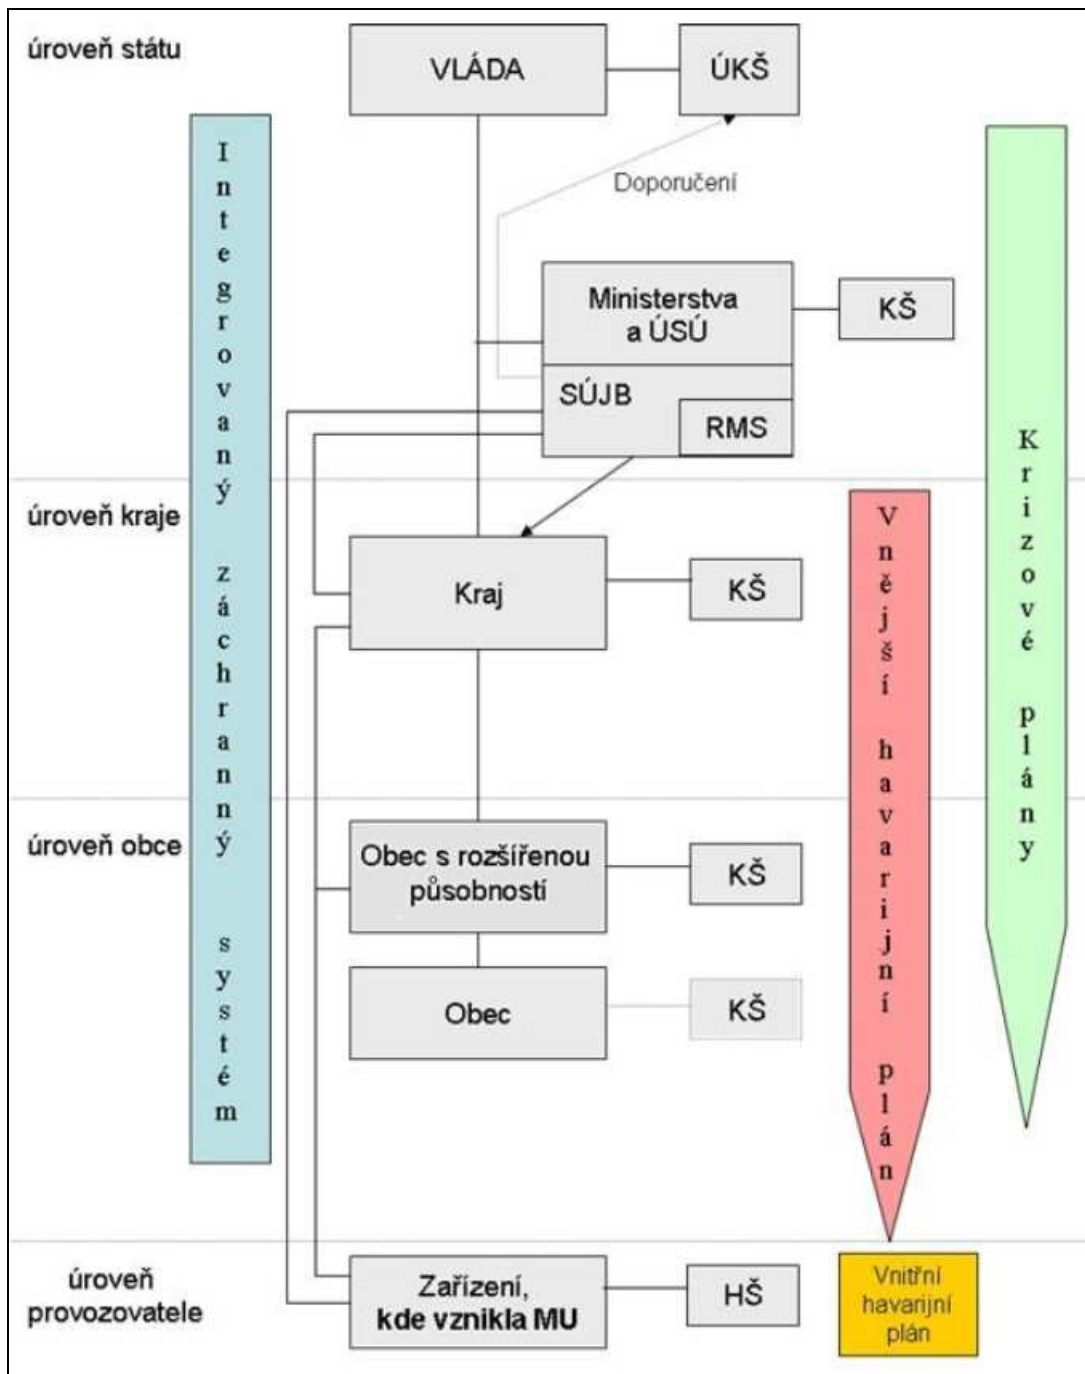 úroveň státu
VLÁDA
ÚKŠ
Integrovaný záchranný systém
Doporučení
Ministerstva
a ÚSÚ
KŠ
SÚJB
RMS
Krizové plány
úroveň kraje
Vnější havarijní plán
Kraj
KŠ
úroveň obce
Obec s rozšířenou
působností
KŠ
Obec
KŠ
úroveň
provozovatele
Zařízení,
kde vznikla MU
HŠ
Vnitřní
havarijní
plán